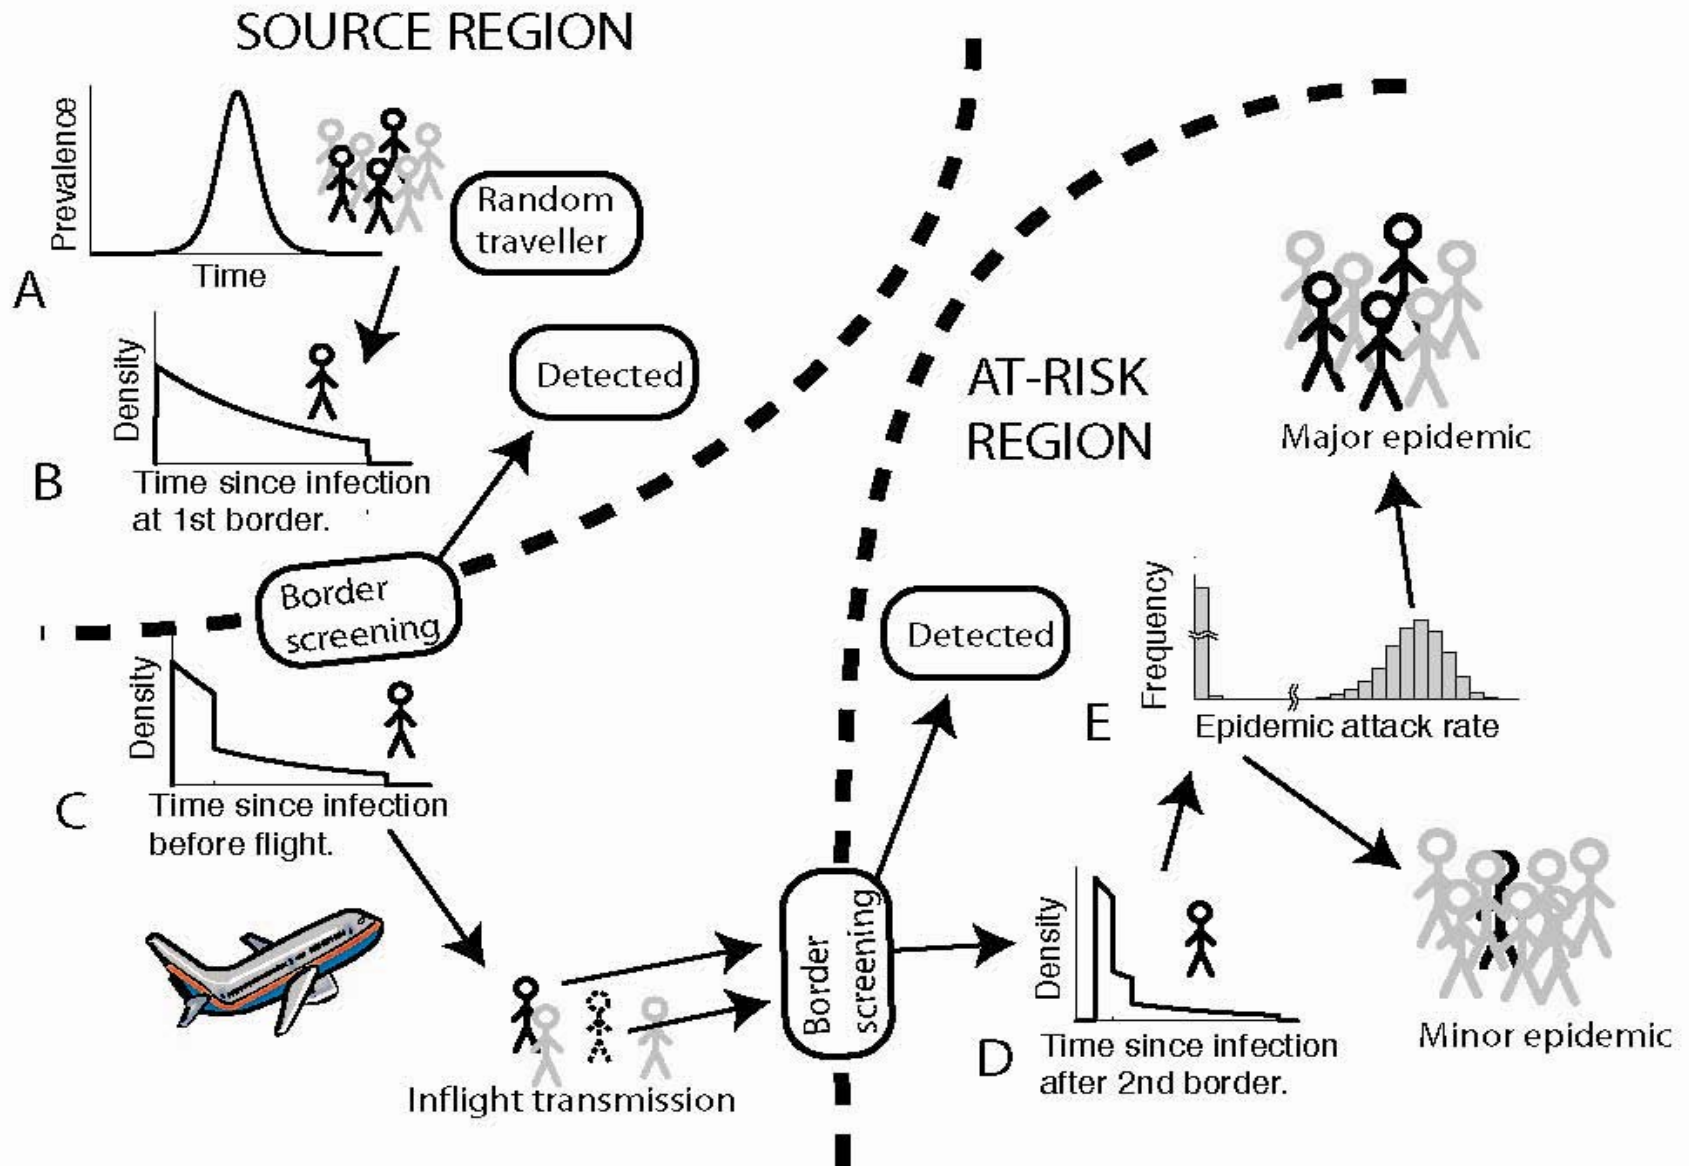 SOURCE REGION
Prevalence
Time
A
Random
traveller
Density
Time since infection
at 1st border.
B
Detected
Border
screening
Density
Time since infection
before flight.
C
Inflight transmission
Border
screening
Detected
AT-RISK
REGION
Density
Time since infection
after 2nd border.
D
Frequency
Epidemic attack rate
E
Major epidemic
Minor epidemic